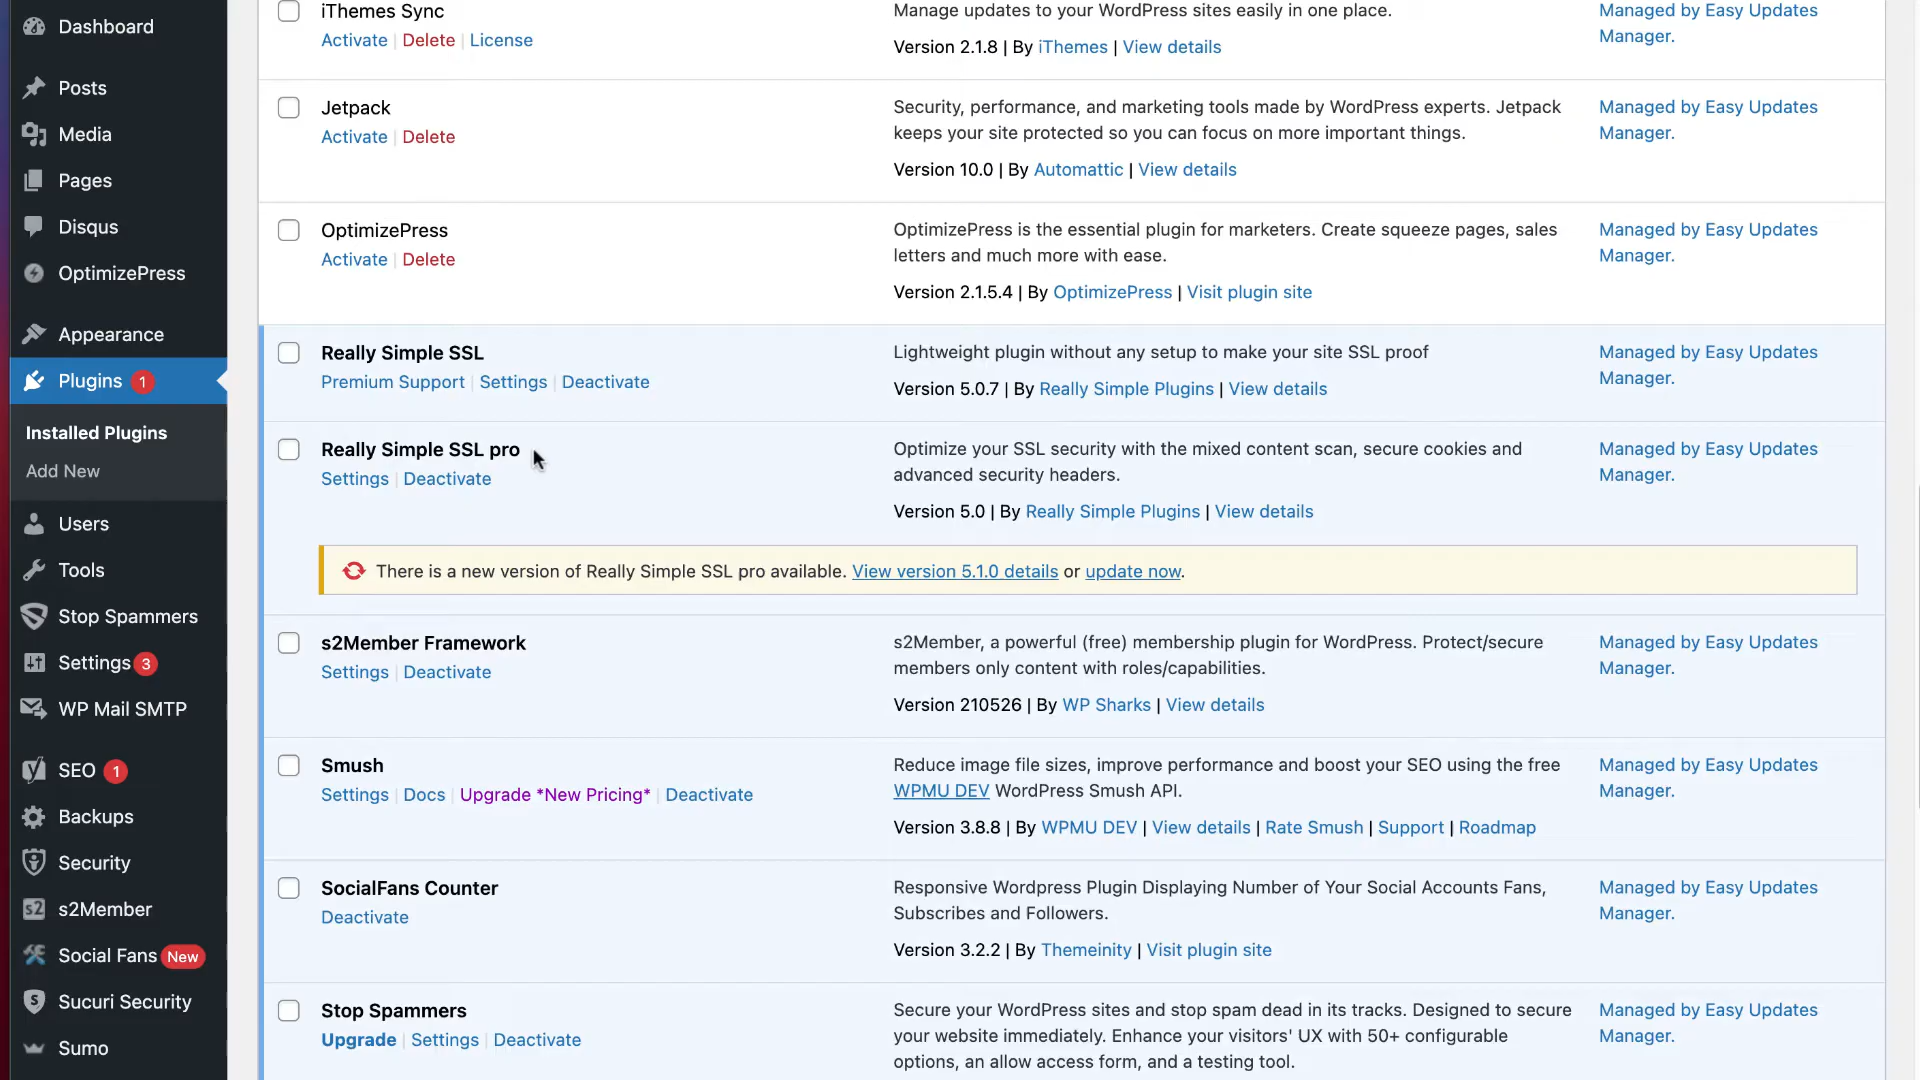 Dashboard
Posts
Media
Pages
Disqus
OptimizePress
Appearance
Plugins 1
Installed Plugins
Add New
Users
Tools
Stop Spammers
Settings 3
WP Mail SMTP
SEO 1
Backups
Security
s2 s2Member
Social Fans New
Sucuri Security
Sumo
iThemes Sync
Activate | Delete | License
Manage updates to your WordPress sites easily in one place.
Version 2.1.8 | By iThemes | View details
Managed by Easy Updates
Manager.
Jetpack
Activate | Delete
Security, performance, and marketing tools made by WordPress experts. Jetpack
keeps your site protected so you can focus on more important things.
Version 10.0 | By Automattic | View details
Managed by Easy Updates
Manager.
OptimizePress
Activate | Delete
OptimizePress is the essential plugin for marketers. Create squeeze pages, sales
letters and much more with ease.
Version 2.1.5.4 | By OptimizePress | Visit plugin site
Managed by Easy Updates
Manager.
Really Simple SSL
Premium Support | Settings | Deactivate
Lightweight plugin without any setup to make your site SSL proof
Version 5.0.7 | By Really Simple Plugins | View details
Managed by Easy Updates
Manager.
Really Simple SSL pro
Settings | Deactivate
Optimize your SSL security with the mixed content scan, secure cookies and
advanced security headers.
Version 5.0 | By Really Simple Plugins | View details
Managed by Easy Updates
Manager.
There is a new version of Really Simple SSL pro available. View version 5.1.0 details or update now.
s2Member Framework
Settings | Deactivate
s2Member, a powerful (free) membership plugin for WordPress. Protect/secure
members only content with roles/capabilities.
Version 210526 | By WP Sharks | View details
Managed by Easy Updates
Manager.
Smush
Settings | Docs | Upgrade *New Pricing* | Deactivate
Reduce image file sizes, improve performance and boost your SEO using the free
WPMU DEV WordPress Smush API.
Version 3.8.8 | By WPMU DEV | View details | Rate Smush | Support | Roadmap
Managed by Easy Updates
Manager.
SocialFans Counter
Deactivate
Responsive Wordpress Plugin Displaying Number of Your Social Accounts Fans,
Subscribes and Followers.
Version 3.2.2 | By Themeinity | Visit plugin site
Managed by Easy Updates
Manager.
Stop Spammers
Upgrade | Settings | Deactivate
Secure your WordPress sites and stop spam dead in its tracks. Designed to secure
your website immediately. Enhance your visitors' UX with 50+ configurable
options, an allow access form, and a testing tool.
Managed by Easy Updates
Manager.